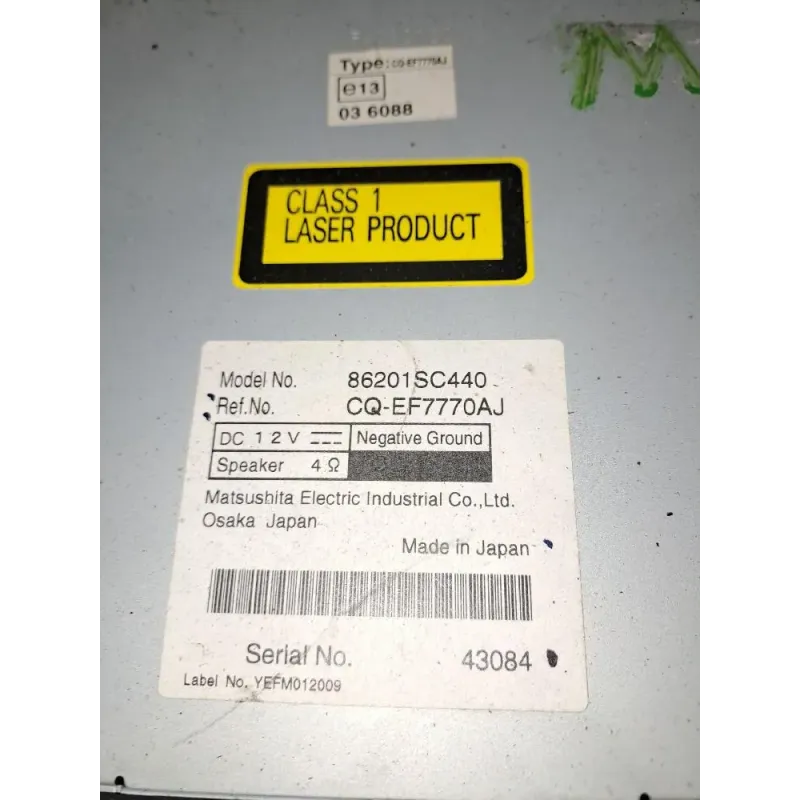 M
Type: CQ-EF7770AJ
e13
03 6088
CLASS 1
LASER PRODUCT
Model No. 86201SC440
Ref.No. CQ-EF7770AJ
DC 12V Negative Ground
Speaker 4Ω
Matsushita Electric Industrial Co.,Ltd.
Osaka Japan
Made in Japan
Serial No. 43084
Label No. YEFM012009